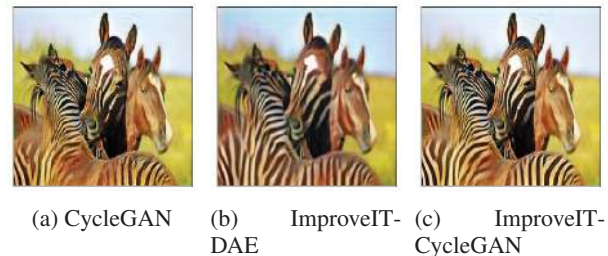 (a) CycleGAN
(b) ImproveIT-
DAE
(c) ImproveIT-
CycleGAN